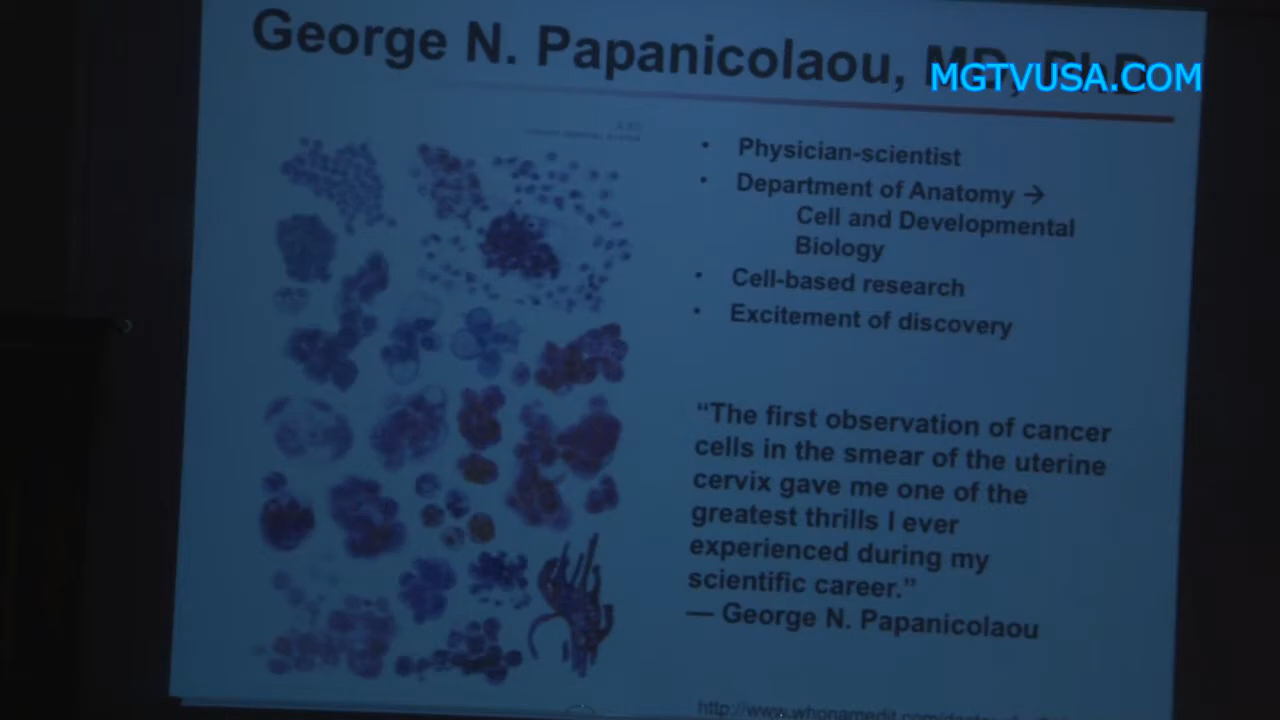 George N. Papanicolaou, MD, PhD
MGTVUSA.COM
• Physician-scientist
• Department of Anatomy →
Cell and Developmental
Biology
• Cell-based research
• Excitement of discovery
“The first observation of cancer
cells in the smear of the uterine
cervix gave me one of the
greatest thrills I ever
experienced during my
scientific career.”
— George N. Papanicolaou